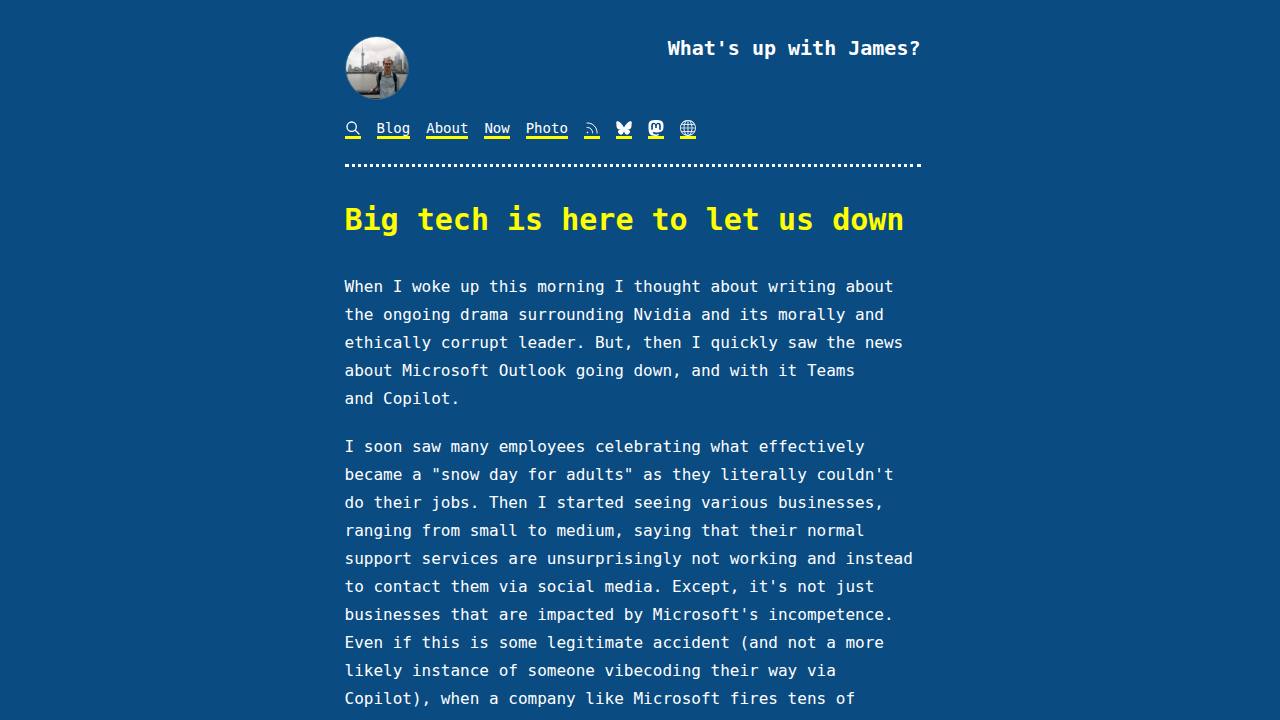 What's up with James?
Blog About Now Photo
Big tech is here to let us down
When I woke up this morning I thought about writing about
the ongoing drama surrounding Nvidia and its morally and
ethically corrupt leader. But, then I quickly saw the news
about Microsoft Outlook going down, and with it Teams
and Copilot.
I soon saw many employees celebrating what effectively
became a "snow day for adults" as they literally couldn't
do their jobs. Then I started seeing various businesses,
ranging from small to medium, saying that their normal
support services are unsurprisingly not working and instead
to contact them via social media. Except, it's not just
businesses that are impacted by Microsoft's incompetence.
Even if this is some legitimate accident (and not a more
likely instance of someone vibecoding their way via
Copilot), when a company like Microsoft fires tens of